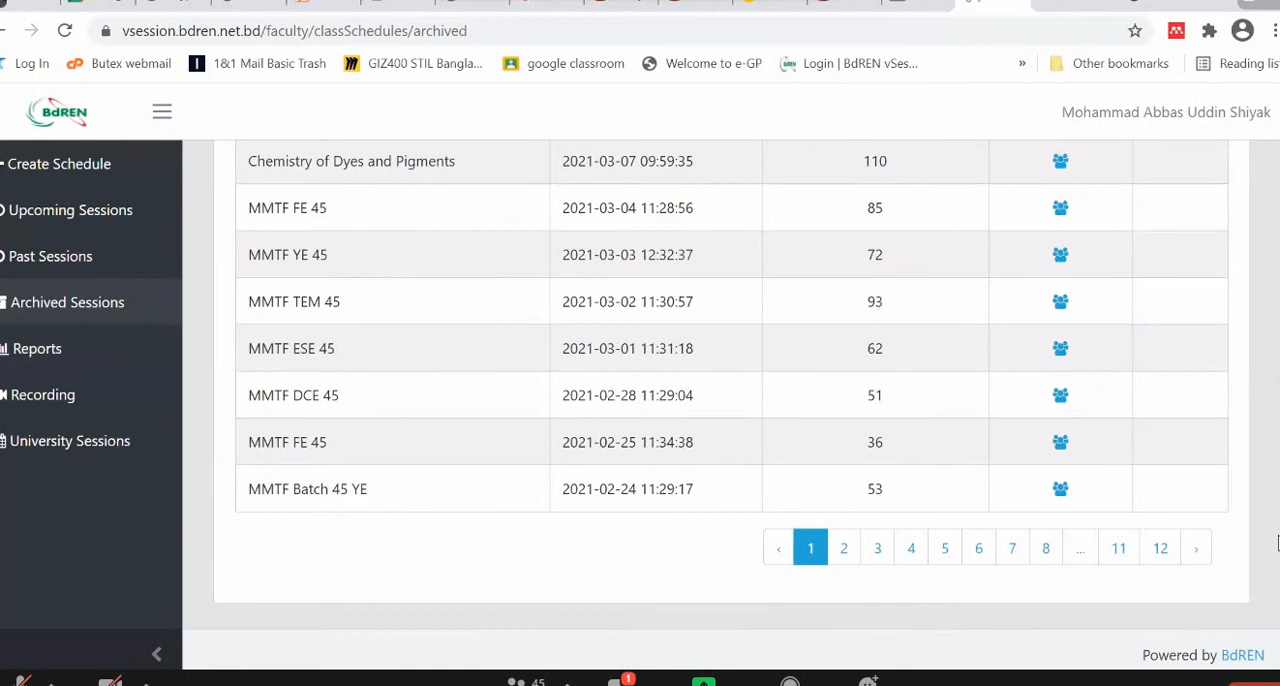 vsession.bdren.net.bd/faculty/classSchedules/archived
Log In Butex webmail 1&1 Mail Basic Trash GIZ400 STIL Bangla... google classroom Welcome to e-GP Login | BdREN vSes... » Other bookmarks Reading list
BdREN Mohammad Abbas Uddin Shiyak
Create Schedule
Upcoming Sessions
Past Sessions
Archived Sessions
Reports
Recording
University Sessions
Chemistry of Dyes and Pigments 2021-03-07 09:59:35 110
MMTF FE 45 2021-03-04 11:28:56 85
MMTF YE 45 2021-03-03 12:32:37 72
MMTF TEM 45 2021-03-02 11:30:57 93
MMTF ESE 45 2021-03-01 11:31:18 62
MMTF DCE 45 2021-02-28 11:29:04 51
MMTF FE 45 2021-02-25 11:34:38 36
MMTF Batch 45 YE 2021-02-24 11:29:17 53
‹ 1 2 3 4 5 6 7 8 ... 11 12 ›
Powered by BdREN
45 1